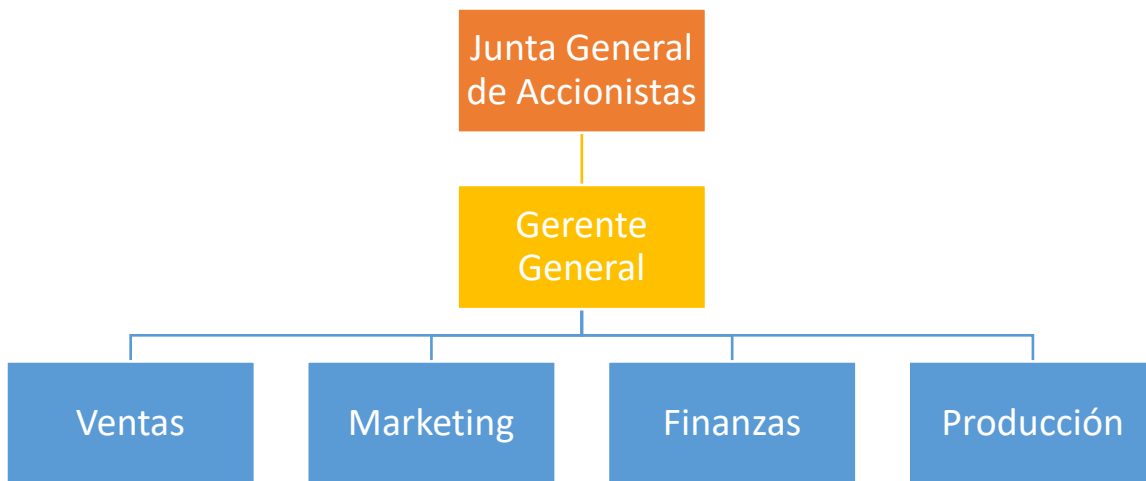 Junta General
de Accionistas
Gerente
General
Ventas
Marketing
Finanzas
Producción